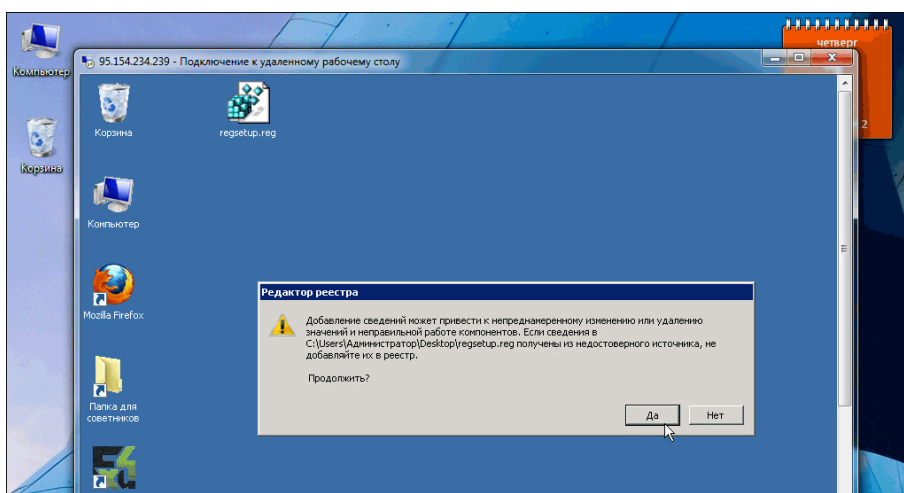 четверг
Компьютер
95.154.234.239 - Подключение к удаленному рабочему столу
2
Корзина
regsetup.reg
Корзина
Компьютер
Mozilla Firefox
Редактор реестра
Добавление сведений может привести к непреднамеренному изменению или удалению
значений и неправильной работе компонентов. Если сведения в
C:\Users\Администратор\Desktop\regsetup.reg получены из недостоверного источника, не
добавляйте их в реестр.
Продолжить?
Папка для
советников
Да
Нет